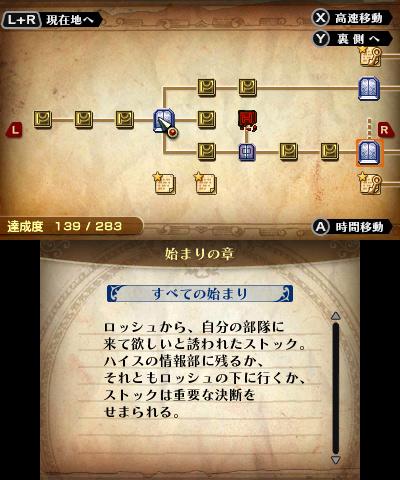 L+R 現在地へ
X 高速移動
Y 裏側へ
L
R
達成度 139 / 283
A 時間移動
始まりの章
すべての始まり
ロッシュから、自分の部隊に
来て欲しいと誘われたストック。
ハイスの情報部に残るか、
それともロッシュの下に行くか、
ストックは重要な決断を
せまられる。